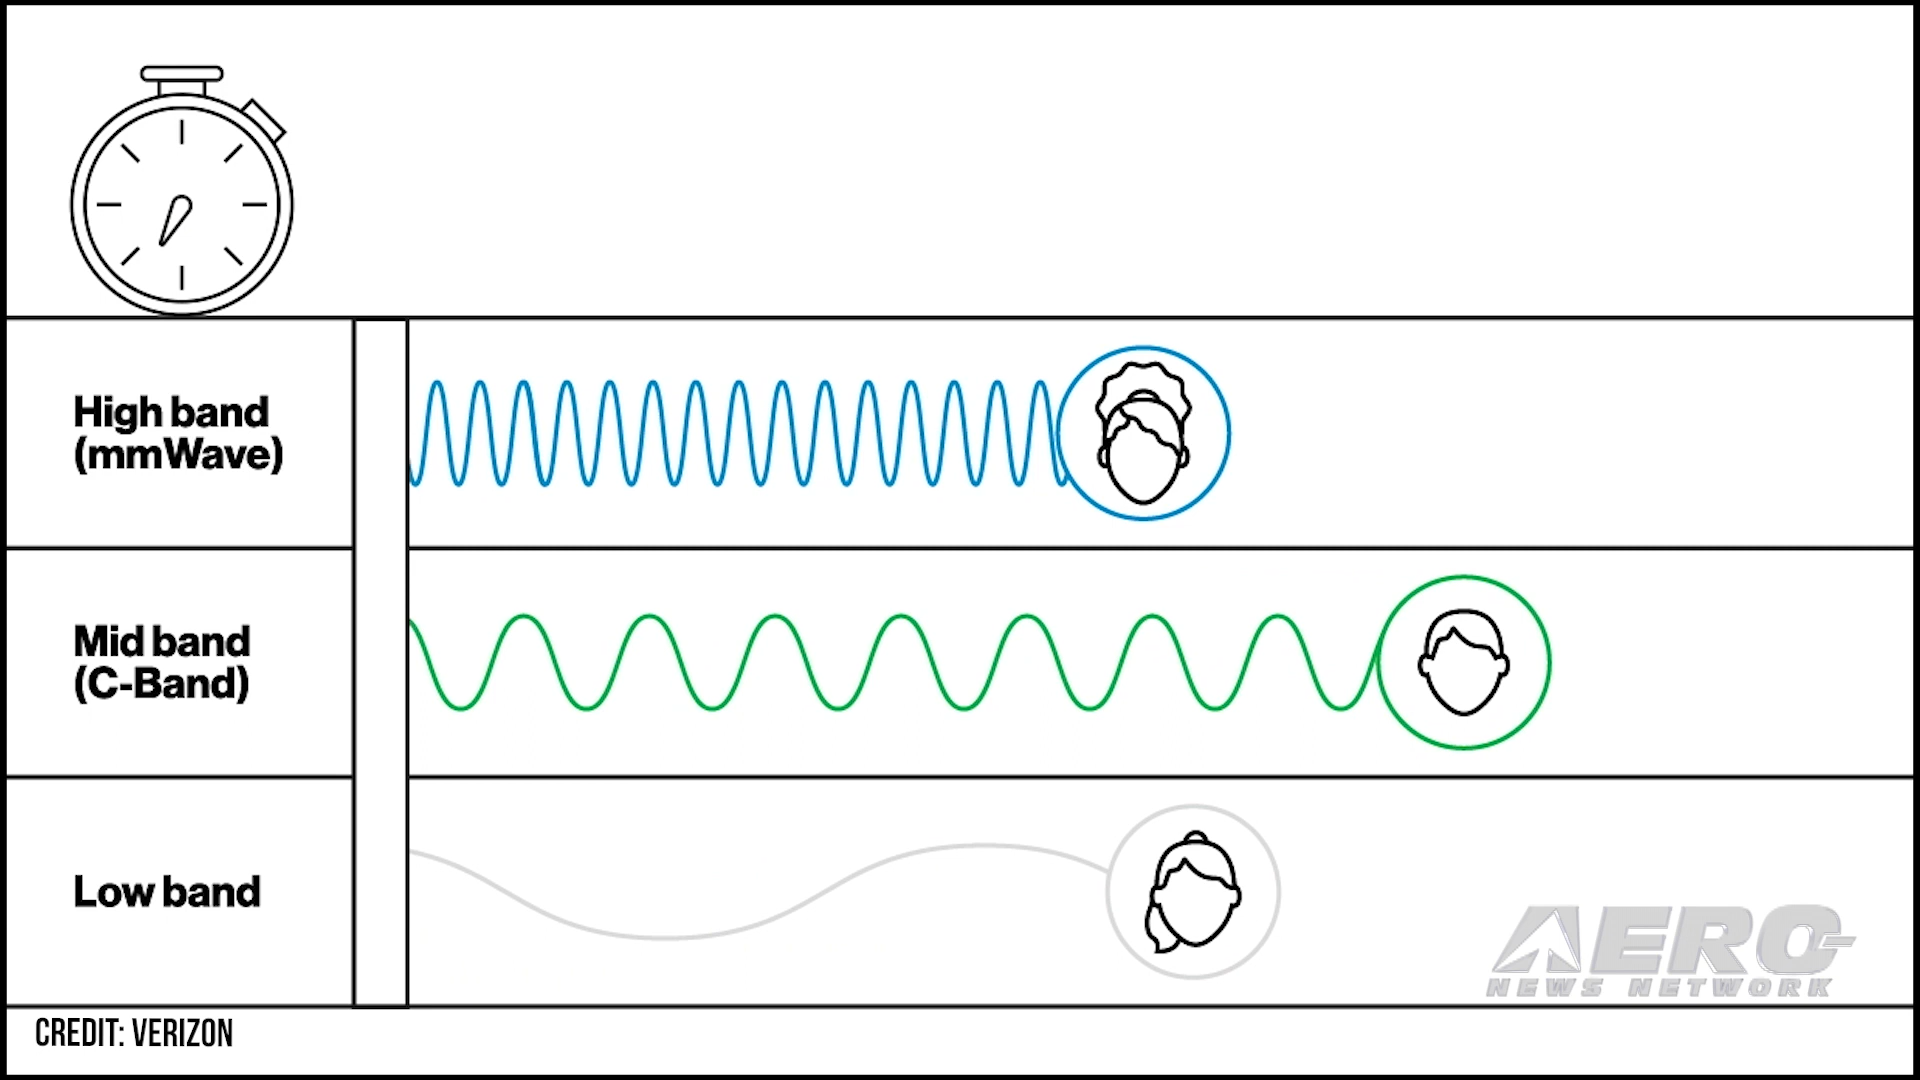 High band
(mmWave)
Mid band
(C-Band)
Low band
AERO
NEWS NETWORK
CREDIT: VERIZON